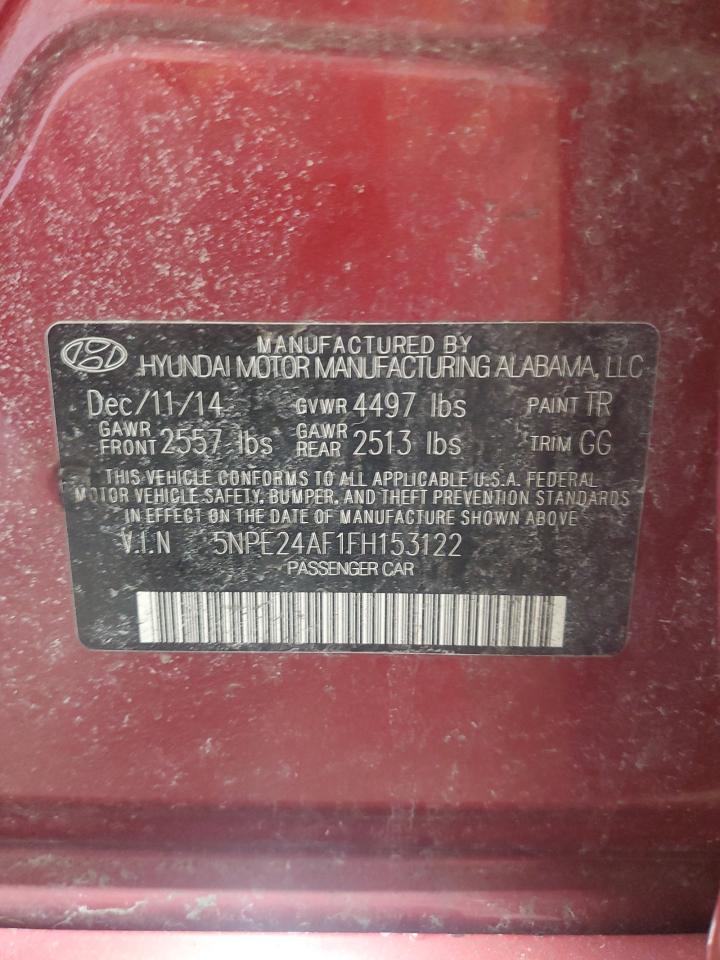 MANUFACTURED BY
HYUNDAI MOTOR MANUFACTURING ALABAMA, LLC
Dec/11/14 GVWR 4497 lbs PAINT TR
GAWR FRONT 2557 lbs GAWR REAR 2513 lbs TRIM GG
THIS VEHICLE CONFORMS TO ALL APPLICABLE U.S.A. FEDERAL
MOTOR VEHICLE SAFETY, BUMPER, AND THEFT PREVENTION STANDARDS
IN EFFECT ON THE DATE OF MANUFACTURE SHOWN ABOVE
V.I.N 5NPE24AF1FH153122
PASSENGER CAR